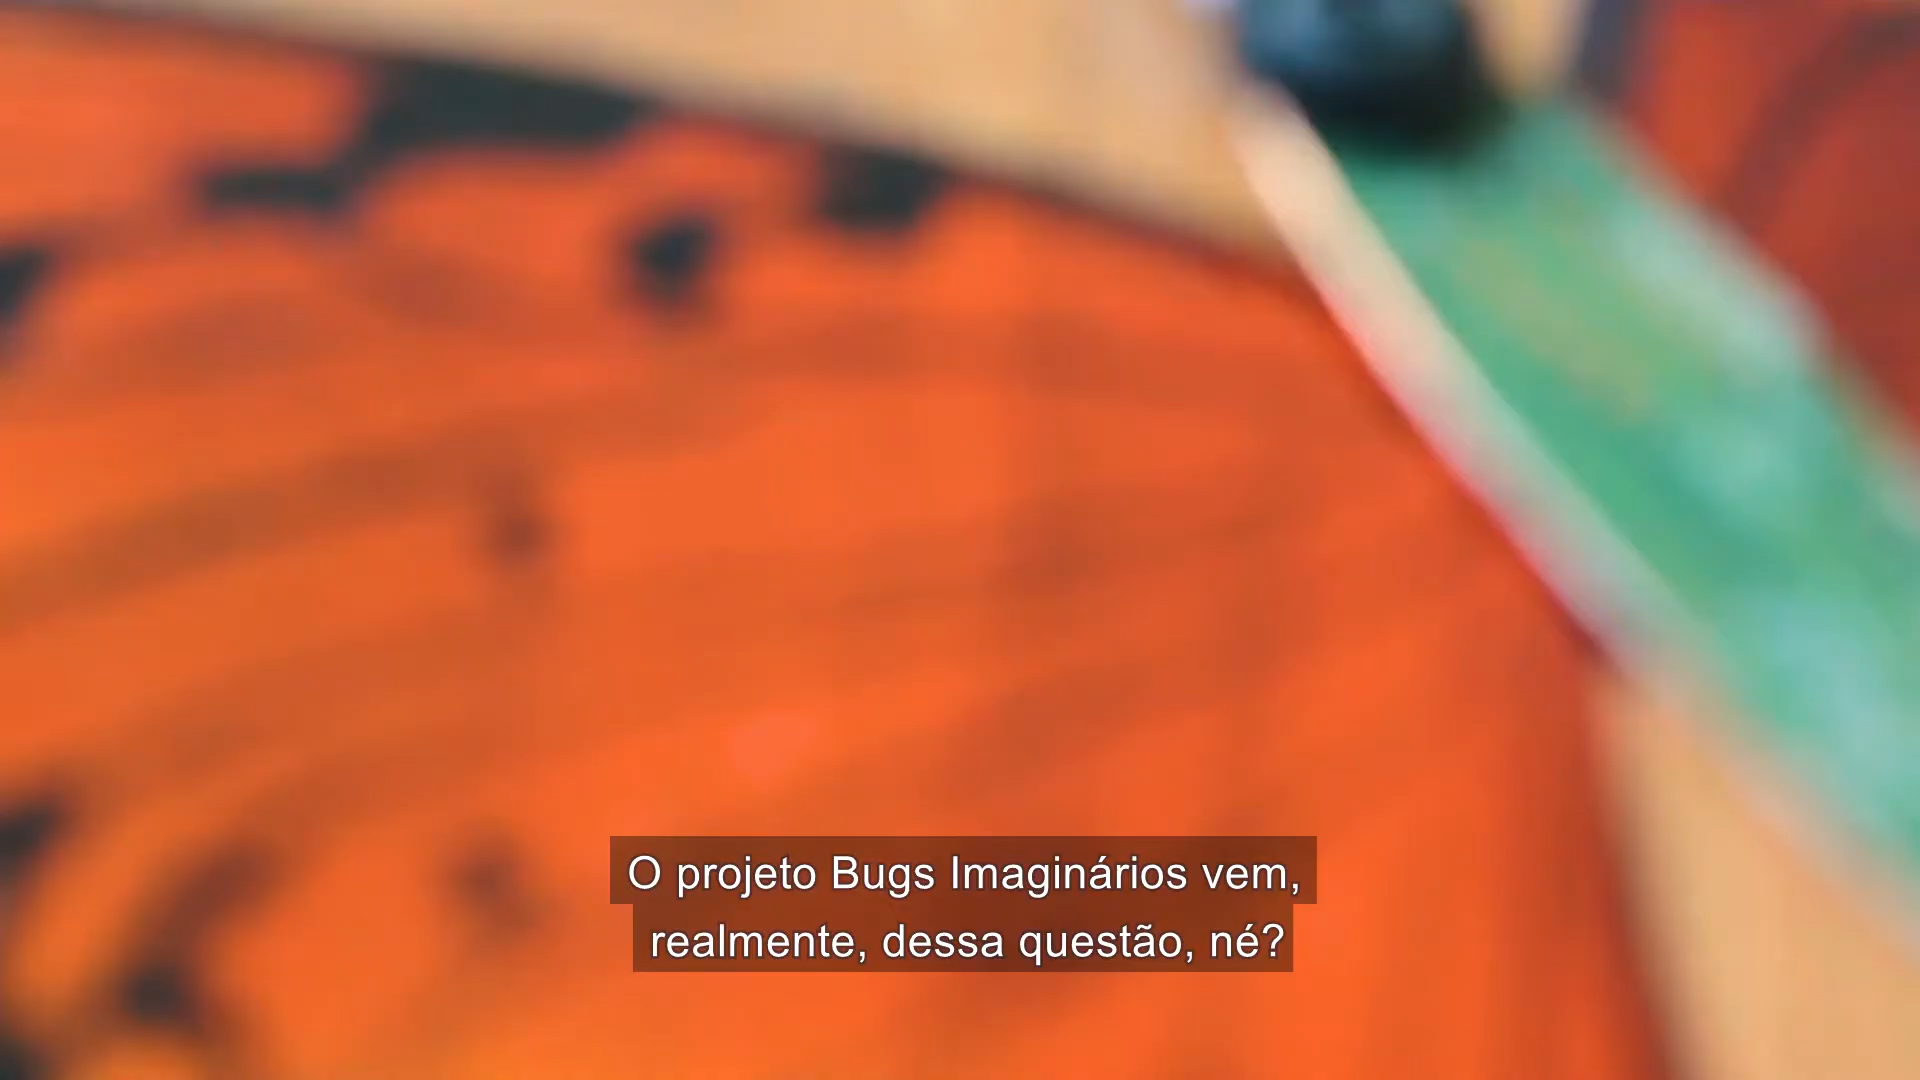 O projeto Bugs Imaginários vem,
realmente, dessa questão, né?